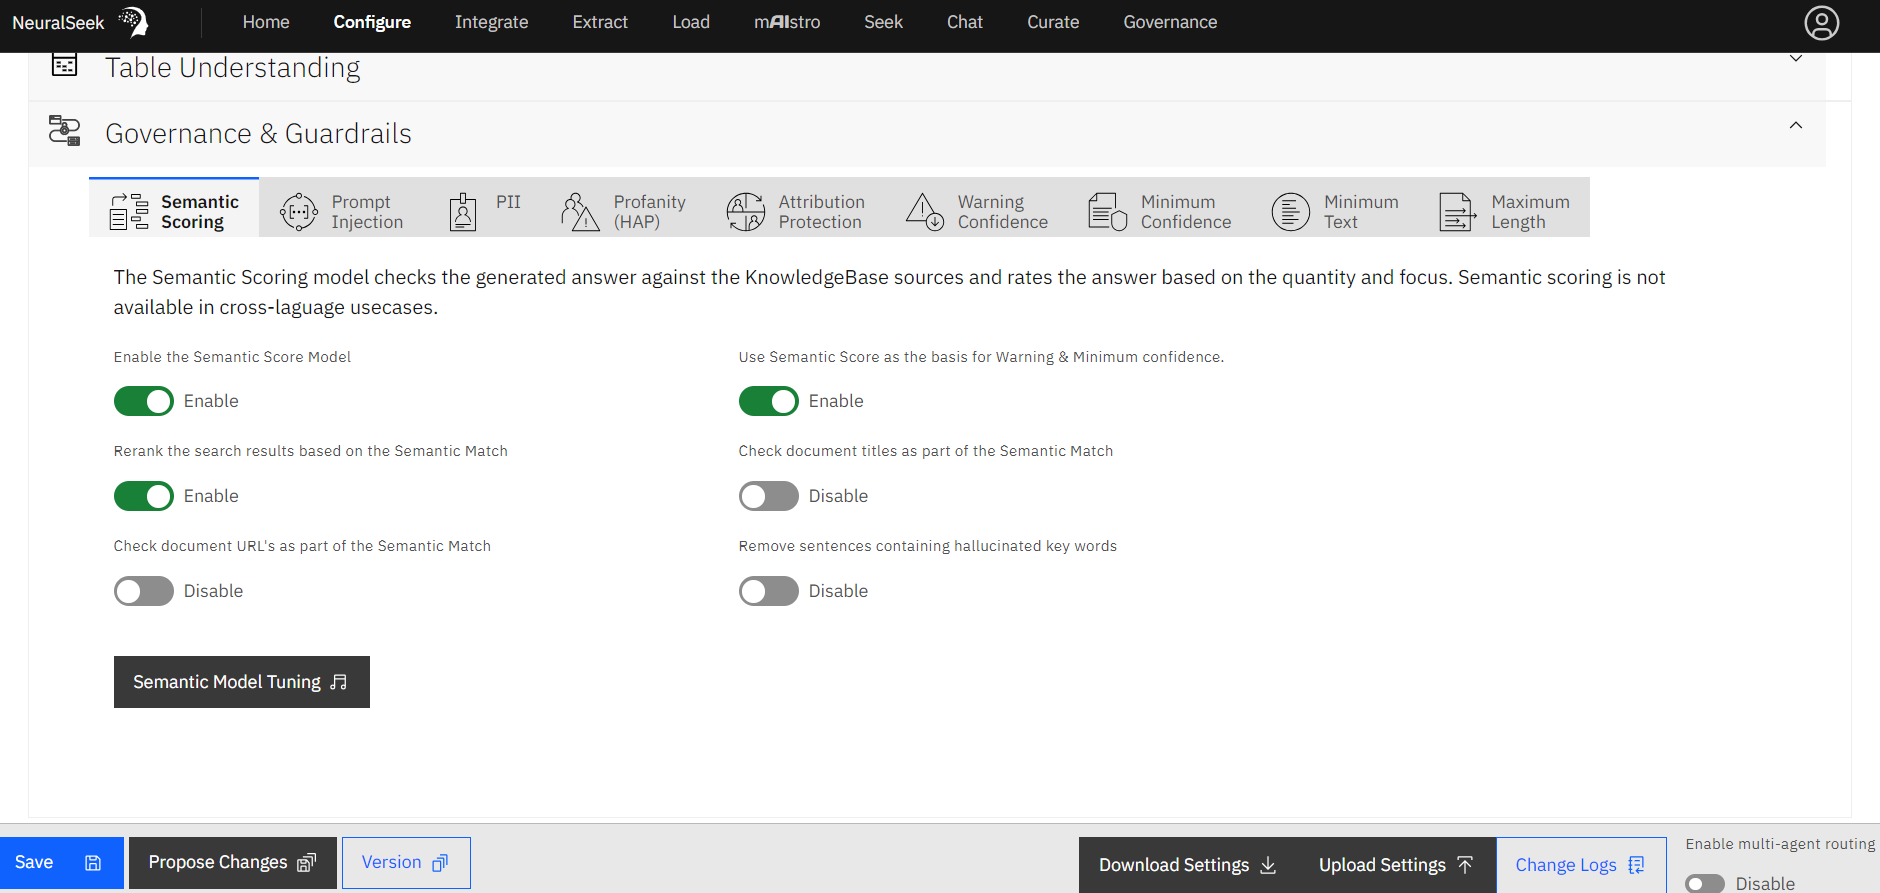 NeuralSeek
Home
Configure
Integrate
Extract
Load
mAIstro
Seek
Chat
Curate
Governance
Table Understanding
Governance & Guardrails
Semantic
Scoring
Prompt
Injection
PII
Profanity
(HAP)
Attribution
Protection
Warning
Confidence
Minimum
Confidence
Minimum
Text
Maximum
Length
The Semantic Scoring model checks the generated answer against the KnowledgeBase sources and rates the answer based on the quantity and focus. Semantic scoring is not
available in cross-laguage usecases.
Enable the Semantic Score Model
Enable
Use Semantic Score as the basis for Warning & Minimum confidence.
Enable
Rerank the search results based on the Semantic Match
Enable
Check document titles as part of the Semantic Match
Disable
Check document URL's as part of the Semantic Match
Disable
Remove sentences containing hallucinated key words
Disable
Semantic Model Tuning
Save
Propose Changes
Version
Download Settings
Upload Settings
Change Logs
Enable multi-agent routing
Disable